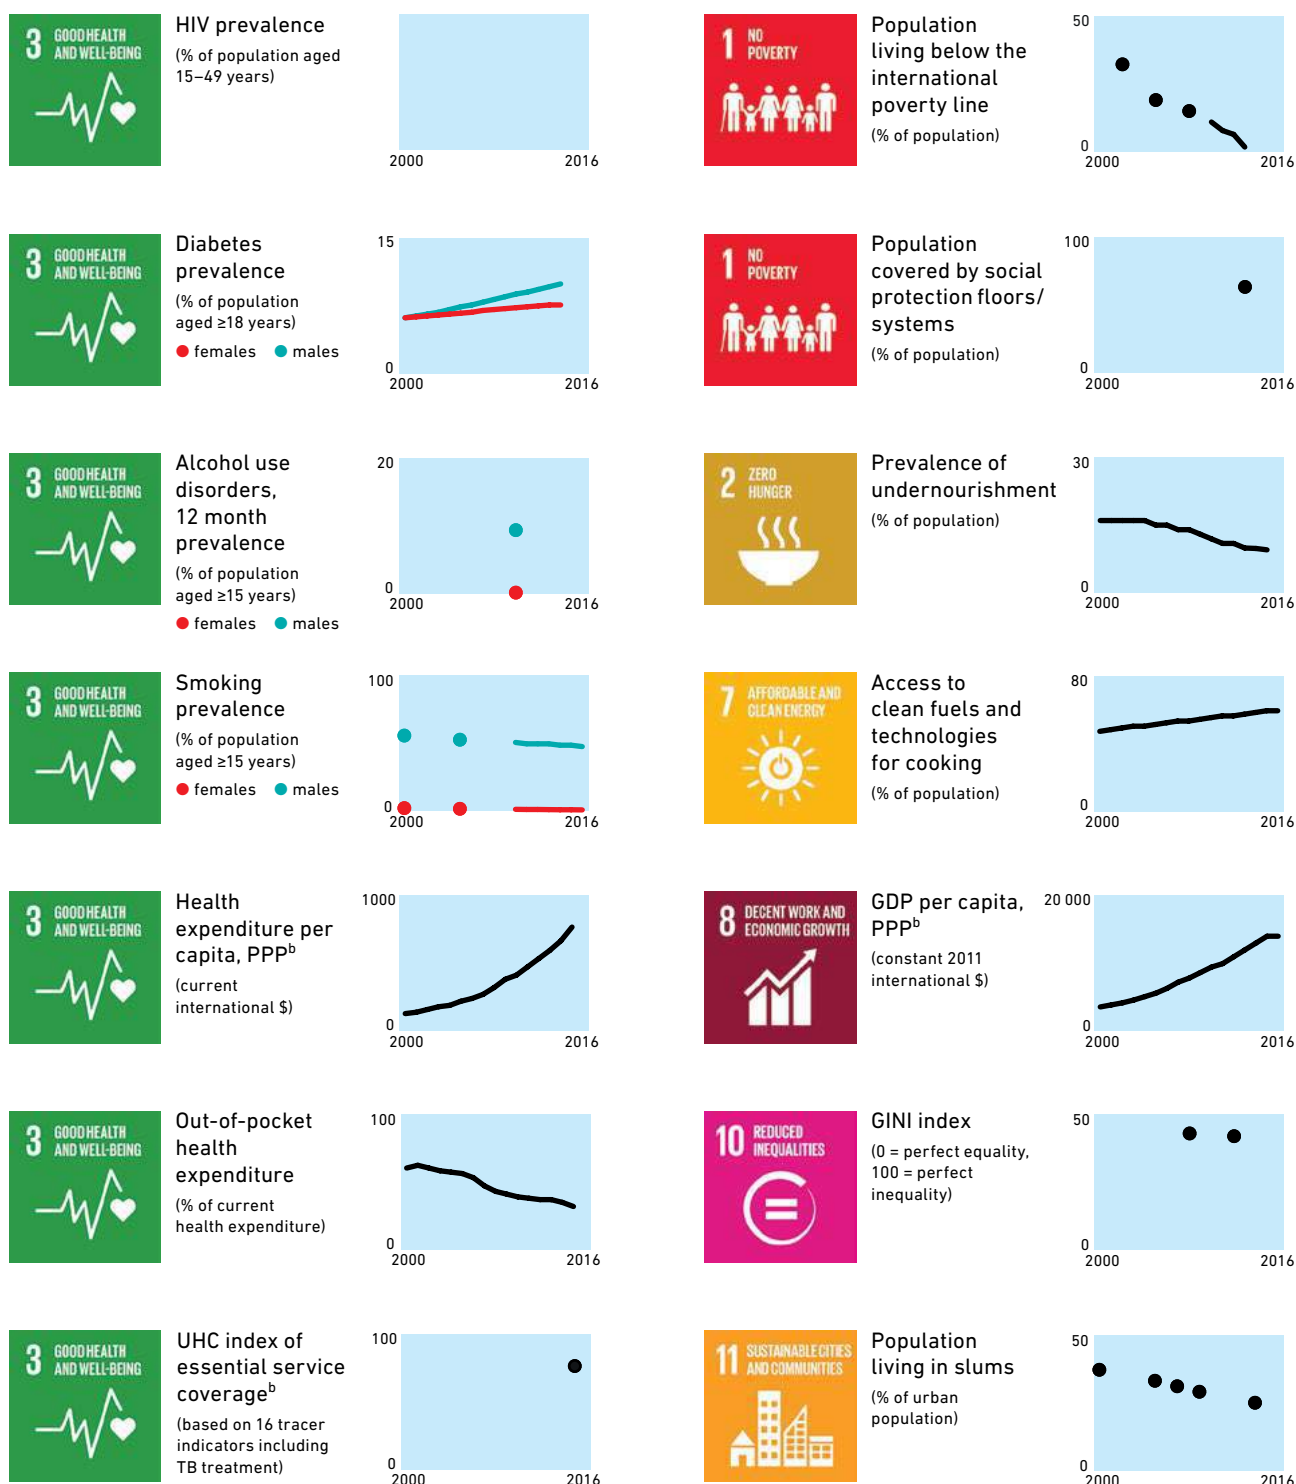 3 GOOD HEALTH
AND WELL-BEING
HIV prevalence
(% of population aged
15–49 years)
2000 2016
3 GOOD HEALTH
AND WELL-BEING
Diabetes
prevalence
(% of population
aged ≥18 years)
females males
15
0
2000 2016
3 GOOD HEALTH
AND WELL-BEING
Alcohol use
disorders,
12 month
prevalence
(% of population
aged ≥15 years)
females males
20
0
2000 2016
3 GOOD HEALTH
AND WELL-BEING
Smoking
prevalence
(% of population
aged ≥15 years)
females males
100
0
2000 2016
3 GOOD HEALTH
AND WELL-BEING
Health
expenditure per
capita, PPPb
(current
international $)
1000
0
2000 2016
3 GOOD HEALTH
AND WELL-BEING
Out-of-pocket
health
expenditure
(% of current
health expenditure)
100
0
2000 2016
3 GOOD HEALTH
AND WELL-BEING
UHC index of
essential service
coverageb
(based on 16 tracer
indicators including
TB treatment)
100
0
2000 2016
1 NO
POVERTY
Population
living below the
international
poverty line
(% of population)
50
0
2000 2016
1 NO
POVERTY
Population
covered by social
protection floors/
systems
(% of population)
100
0
2000 2016
2 ZERO
HUNGER
Prevalence of
undernourishment
(% of population)
30
0
2000 2016
7 AFFORDABLE AND
CLEAN ENERGY
Access to
clean fuels and
technologies
for cooking
(% of population)
80
0
2000 2016
8 DECENT WORK AND
ECONOMIC GROWTH
GDP per capita,
PPPb
(constant 2011
international $)
20 000
0
2000 2016
10 REDUCED
INEQUALITIES
GINI index
(0 = perfect equality,
100 = perfect
inequality)
50
0
2000 2016
11 SUSTAINABLE CITIES
AND COMMUNITIES
Population
living in slums
(% of urban
population)
50
0
2000 2016